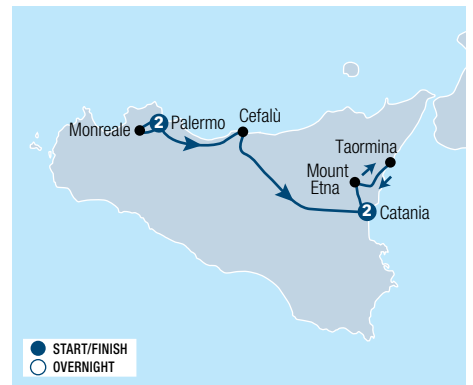 Monreale
2
Palermo
Cefalù
Taormina
Mount
Etna
2
Catania
START/FINISH
OVERNIGHT